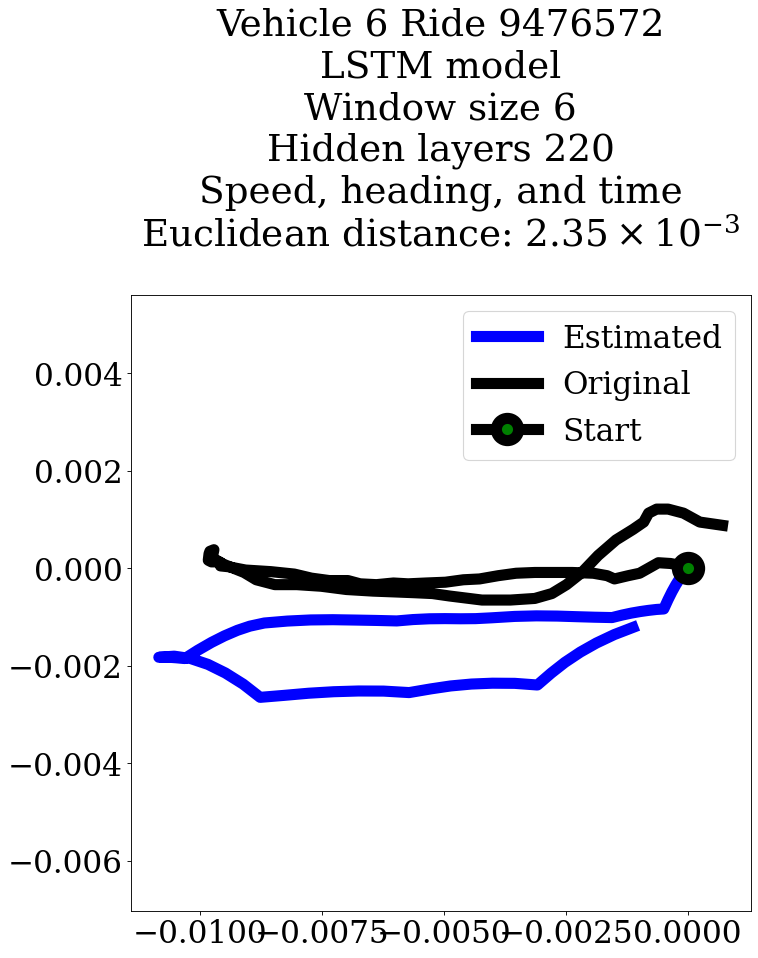 Vehicle 6 Ride 9476572
LSTM model
Window size 6
Hidden layers 220
Speed, heading, and time
Euclidean distance: 2.35 × 10⁻³
Estimated
Original
Start
0.004
0.002
0.000
−0.002
−0.004
−0.006
−0.0100 −0.0075 −0.0050 −0.0025 0.0000